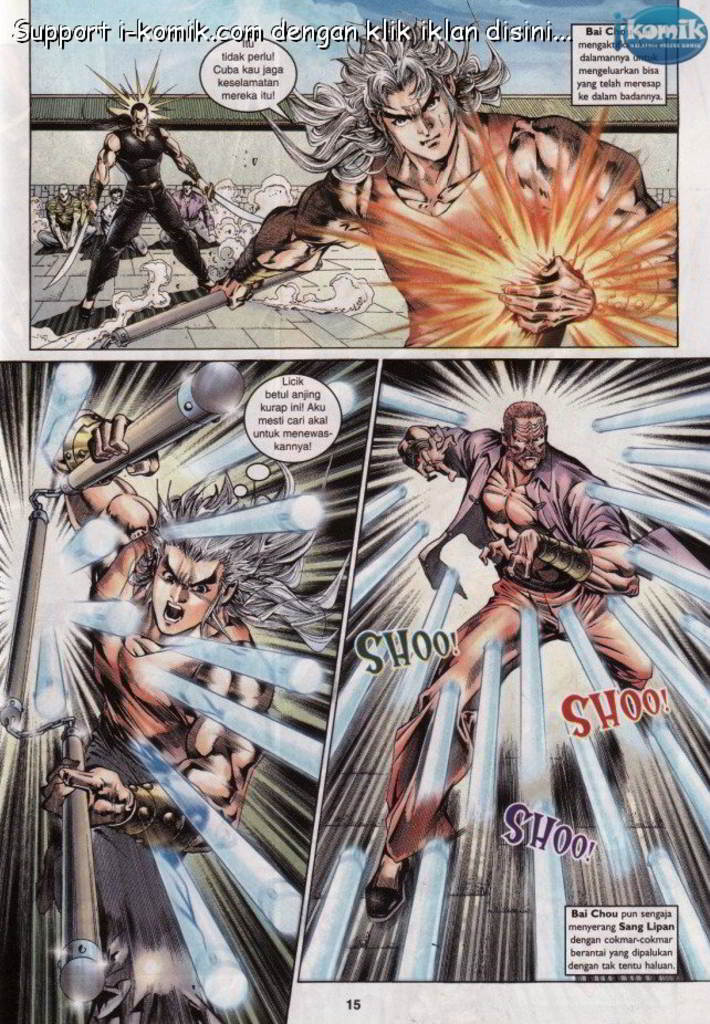 Support i-komik.com dengan klik iklan disini...
ikomik
Itu
tidak perlu!
Cuba kau jaga
keselamatan
mereka itu!
Bai
dalamannya untuk
mengeluarkan bisa
yang telah meresap
ke dalam badannya.
Licik
betul anjing
kurap ini! Aku
mesti cari akal
untuk menewas-
kannya!
SHOO!
SHOO!
SHOO!
Bai Chou pun sengaja
menyerang Sang Lipan
dengan cokmar-cokmar
berantai yang dipalukan
dengan tak tentu haluan.
15